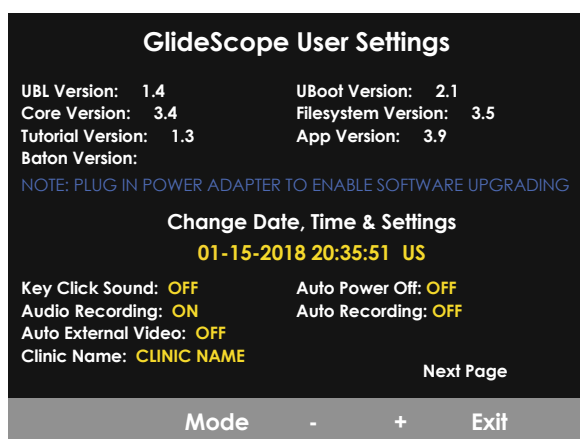 GlideScope User Settings
UBL Version: 1.4 UBoot Version: 2.1
Core Version: 3.4 Filesystem Version: 3.5
Tutorial Version: 1.3 App Version: 3.9
Baton Version:
NOTE: PLUG IN POWER ADAPTER TO ENABLE SOFTWARE UPGRADING
Change Date, Time & Settings
01-15-2018 20:35:51 US
Key Click Sound: OFF Auto Power Off: OFF
Audio Recording: ON Auto Recording: OFF
Auto External Video: OFF
Clinic Name: CLINIC NAME
Next Page
Mode - + Exit